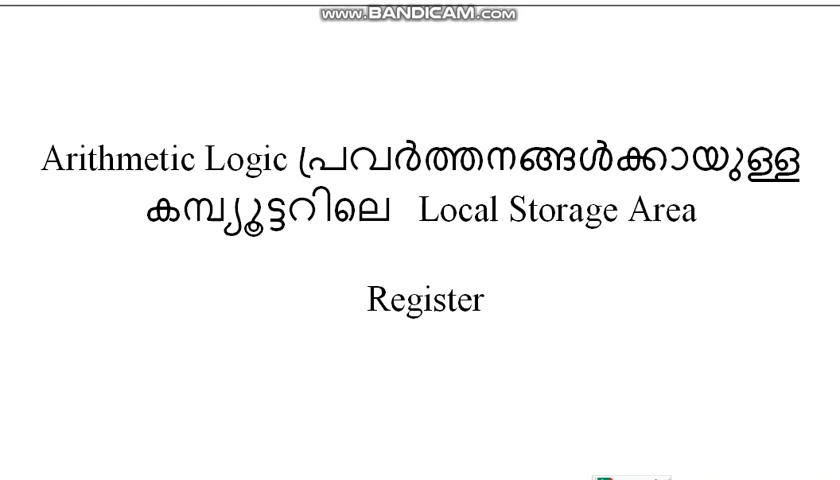 www.BANDICAM.com
Arithmetic Logic പ്രവർത്തനങ്ങൾക്കായുള്ള
കമ്പ്യൂട്ടറിലെ Local Storage Area
Register